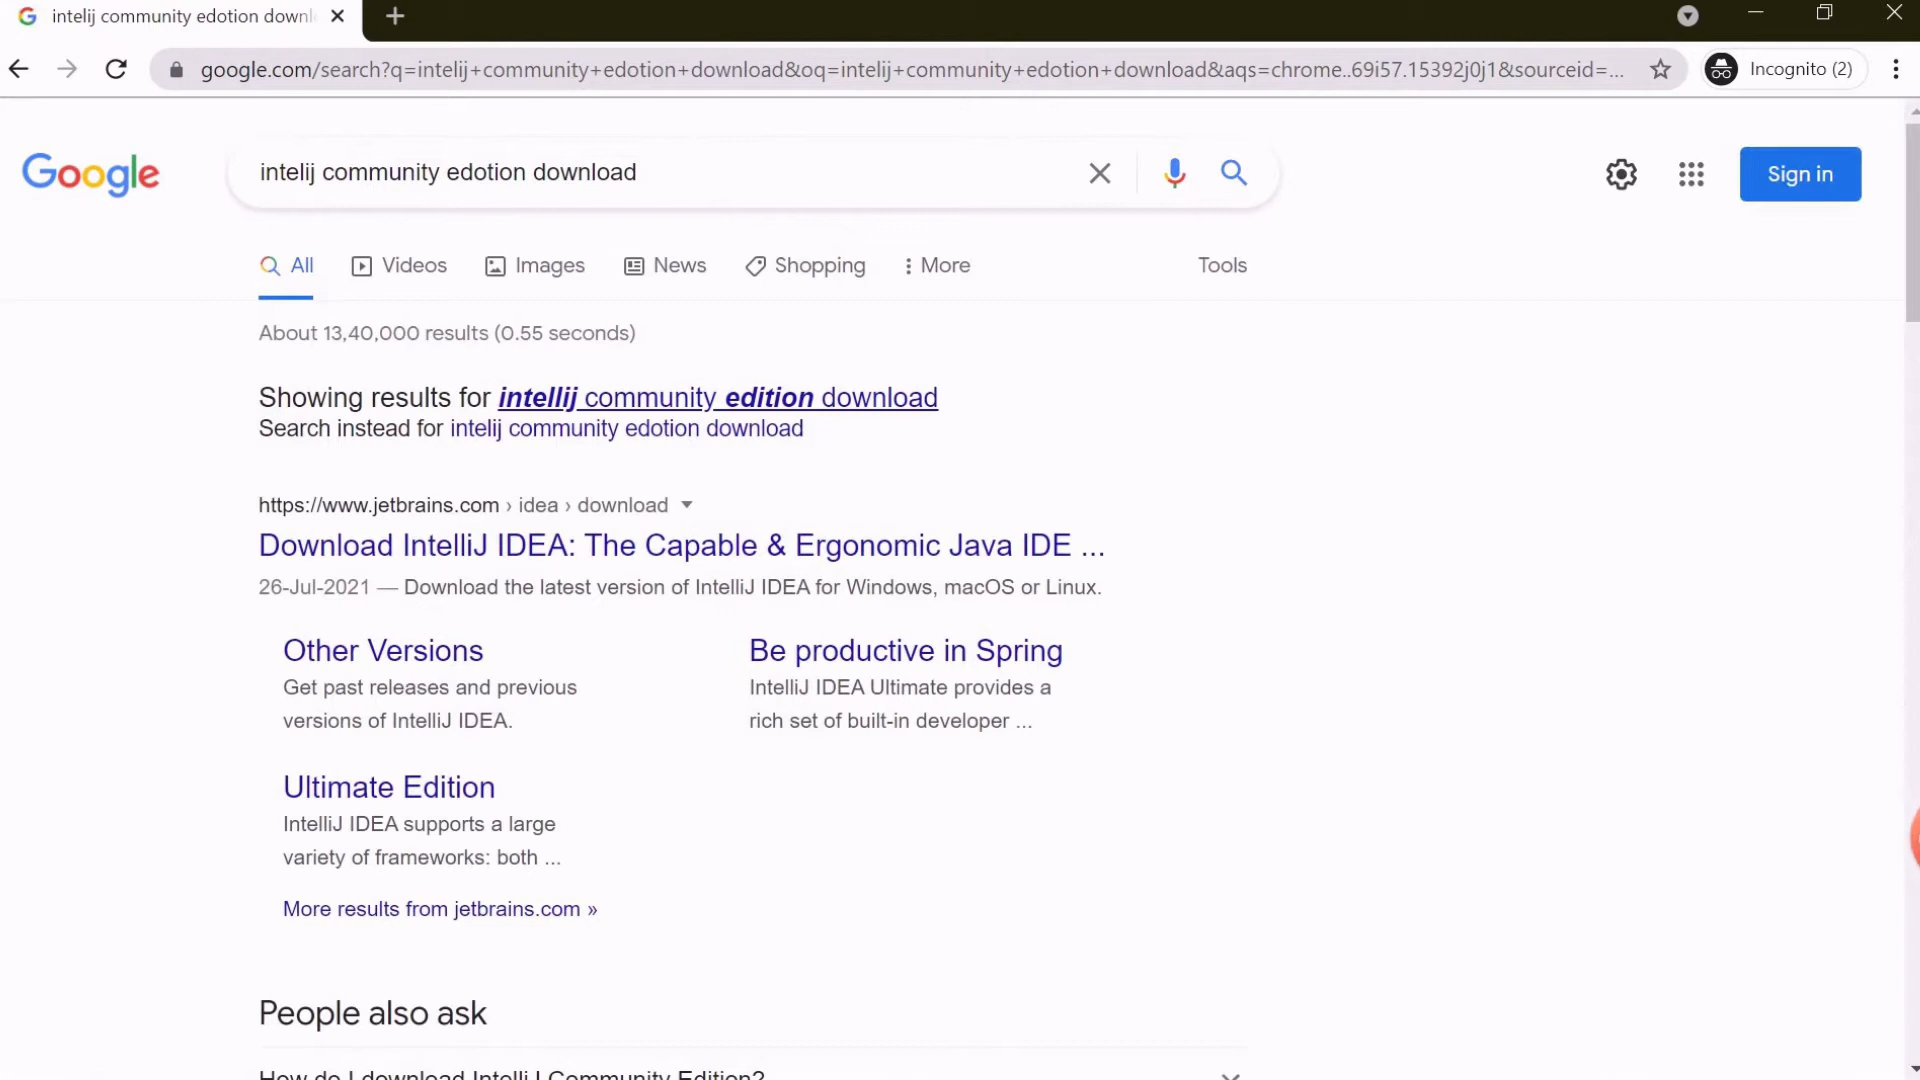 intelij community edotion downl
google.com/search?q=intelij+community+edotion+download&oq=intelij+community+edotion+download&aqs=chrome..69i57.15392j0j1&sourceid=...
Incognito (2)
Google
intelij community edotion download
Sign in
All
Videos
Images
News
Shopping
More
Tools
About 13,40,000 results (0.55 seconds)
Showing results for intellij community edition download
Search instead for intelij community edotion download
https://www.jetbrains.com › idea › download
Download IntelliJ IDEA: The Capable & Ergonomic Java IDE ...
26-Jul-2021 — Download the latest version of IntelliJ IDEA for Windows, macOS or Linux.
Other Versions
Get past releases and previous
versions of IntelliJ IDEA.
Be productive in Spring
IntelliJ IDEA Ultimate provides a
rich set of built-in developer ...
Ultimate Edition
IntelliJ IDEA supports a large
variety of frameworks: both ...
More results from jetbrains.com »
People also ask
How do I download IntelliJ Community Edition?